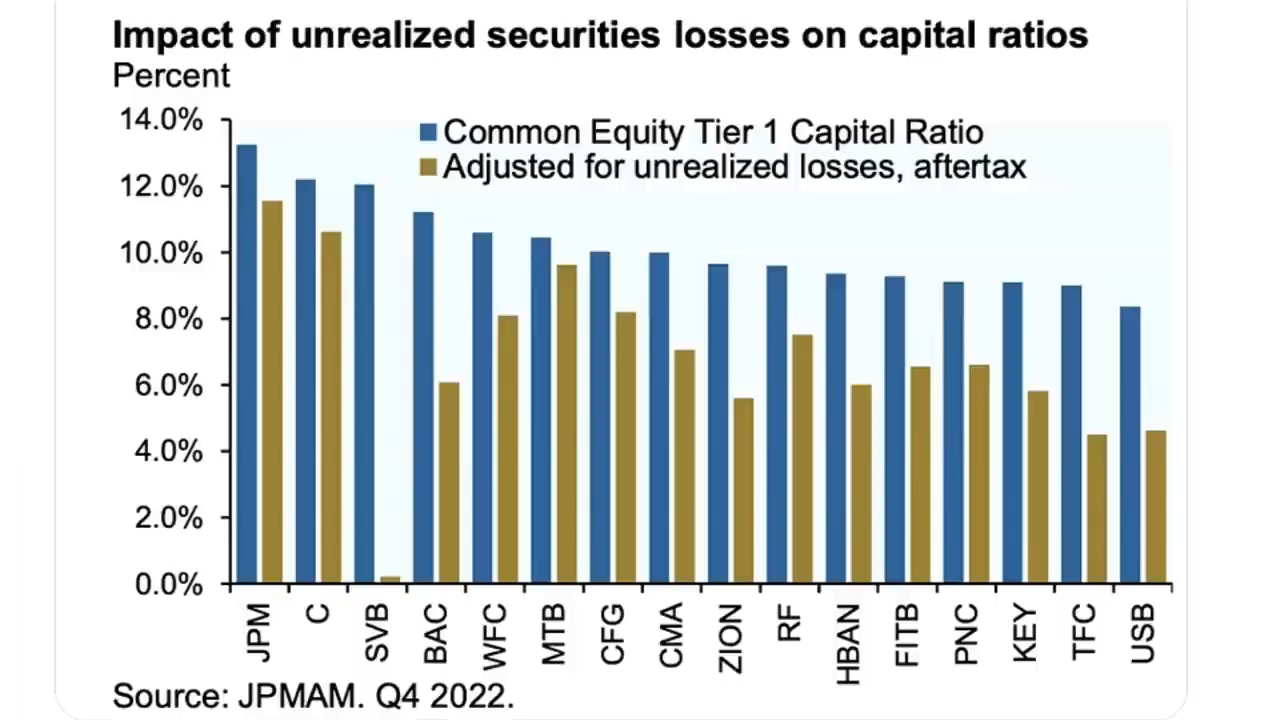 Impact of unrealized securities losses on capital ratios
Percent
14.0%
Common Equity Tier 1 Capital Ratio
Adjusted for unrealized losses, aftertax
12.0%
10.0%
8.0%
6.0%
4.0%
2.0%
0.0%
JPM
C
SVB
BAC
WFC
MTB
CFG
CMA
ZION
RF
HBAN
FITB
PNC
KEY
TFC
USB
Source: JPMAM. Q4 2022.